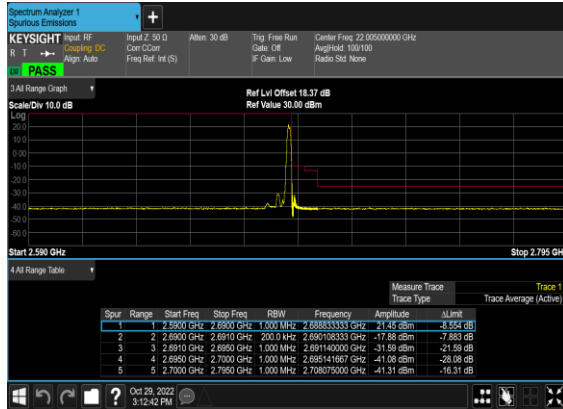 Spectrum Analyzer 1
Spurious Emissions
+
KEYSIGHT
R T
PASS
Input: RF
Coupling: DC
Align: Auto
Input Z: 50 Ω
Corr CCorr
Freq Ref: Int (S)
Atten: 30 dB
Trig: Free Run
Gate: Off
IF Gain: Low
Center Freq: 22.005000000 GHz
Avg|Hold: 100/100
Radio Std: None
3 All Range Graph
Ref Lvl Offset 18.37 dB
Scale/Div 10.0 dB
Ref Value 30.00 dBm
Log
20.0
10.0
0.00
-10.0
-20.0
-30.0
-40.0
-50.0
-60.0
Start 2.590 GHz
Stop 2.795 GH
4 All Range Table
Measure Trace Trace 1
Trace Type Trace Average (Active)
Spur Range Start Freq Stop Freq RBW Frequency Amplitude ΔLimit
1 1 2.5900 GHz 2.6900 GHz 1.000 MHz 2.688833333 GHz 21.45 dBm -8.554 dB
2 2 2.6900 GHz 2.6910 GHz 200.0 kHz 2.690108333 GHz -17.88 dBm -7.883 dB
3 3 2.6910 GHz 2.6950 GHz 1.000 MHz 2.691140000 GHz -31.59 dBm -21.59 dB
4 4 2.6950 GHz 2.7000 GHz 1.000 MHz 2.695141667 GHz -41.08 dBm -28.08 dB
5 5 2.7000 GHz 2.7950 GHz 1.000 MHz 2.708075000 GHz -41.31 dBm -16.31 dB
?
Oct 29, 2022
3:12:42 PM